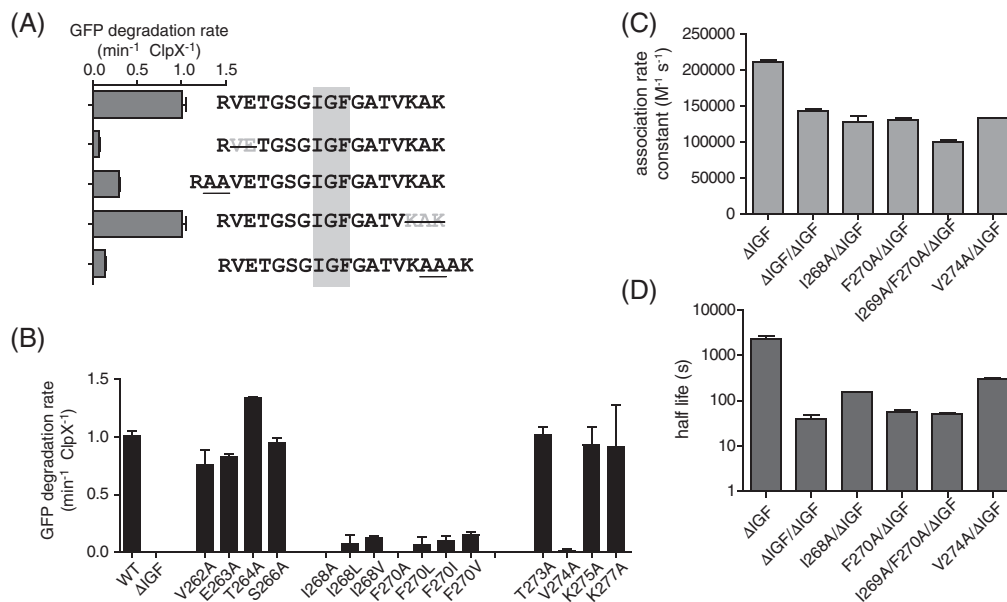 (A)
GFP degradation rate
(min⁻¹ ClpX⁻¹)
0.0 0.5 1.0 1.5
RVETGSGIGFGATVKAK
RVETGSGIGFGATVKAK
RAAVETGSGIGFGATVKAK
RVETGSGIGFGATVKAK
RVETGSGIGFGATVKAAAK
(B)
GFP degradation rate
(min⁻¹ ClpX⁻¹)
1.5
1.0
0.5
0.0
WT
ΔIGF
V262A
E263A
T264A
S266A
I268A
I268L
I268V
F270A
F270L
F270I
F270V
T273A
V274A
K275A
K277A
(C)
association rate
constant (M⁻¹ s⁻¹)
250000
200000
150000
100000
50000
0
ΔIGF
ΔIGF/ΔIGF
I268A/ΔIGF
F270A/ΔIGF
I269A/F270A/ΔIGF
V274A/ΔIGF
(D)
half life (s)
10000
1000
100
10
1
ΔIGF
ΔIGF/ΔIGF
I268A/ΔIGF
F270A/ΔIGF
I269A/F270A/ΔIGF
V274A/ΔIGF